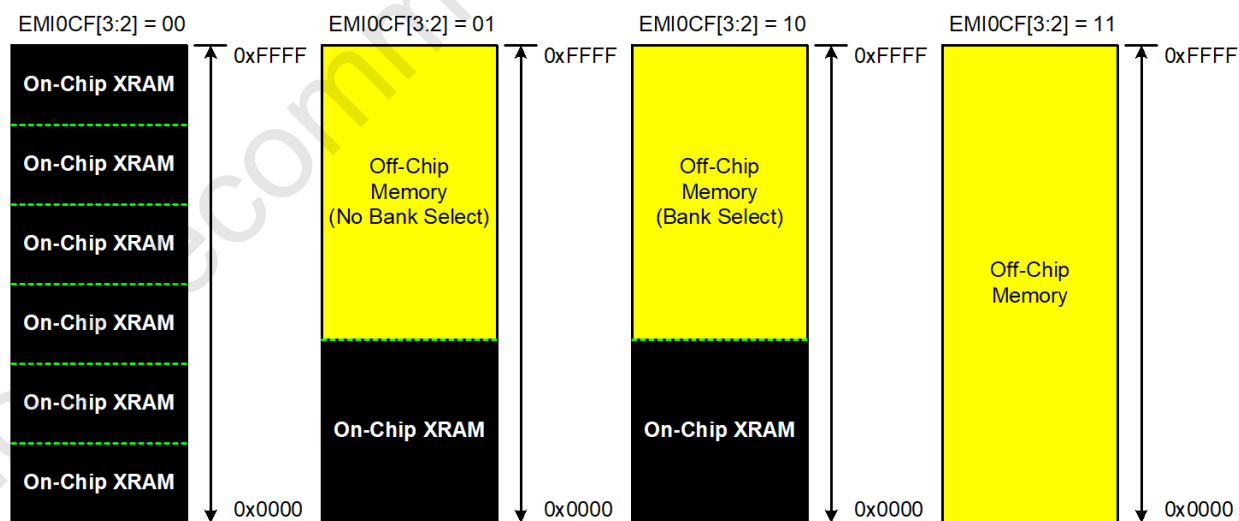 EMI0CF[3:2] = 00
0xFFFF
On-Chip XRAM
On-Chip XRAM
On-Chip XRAM
On-Chip XRAM
On-Chip XRAM
On-Chip XRAM
0x0000
EMI0CF[3:2] = 01
0xFFFF
Off-Chip
Memory
(No Bank Select)
On-Chip XRAM
0x0000
EMI0CF[3:2] = 10
0xFFFF
Off-Chip
Memory
(Bank Select)
On-Chip XRAM
0x0000
EMI0CF[3:2] = 11
0xFFFF
Off-Chip
Memory
0x0000